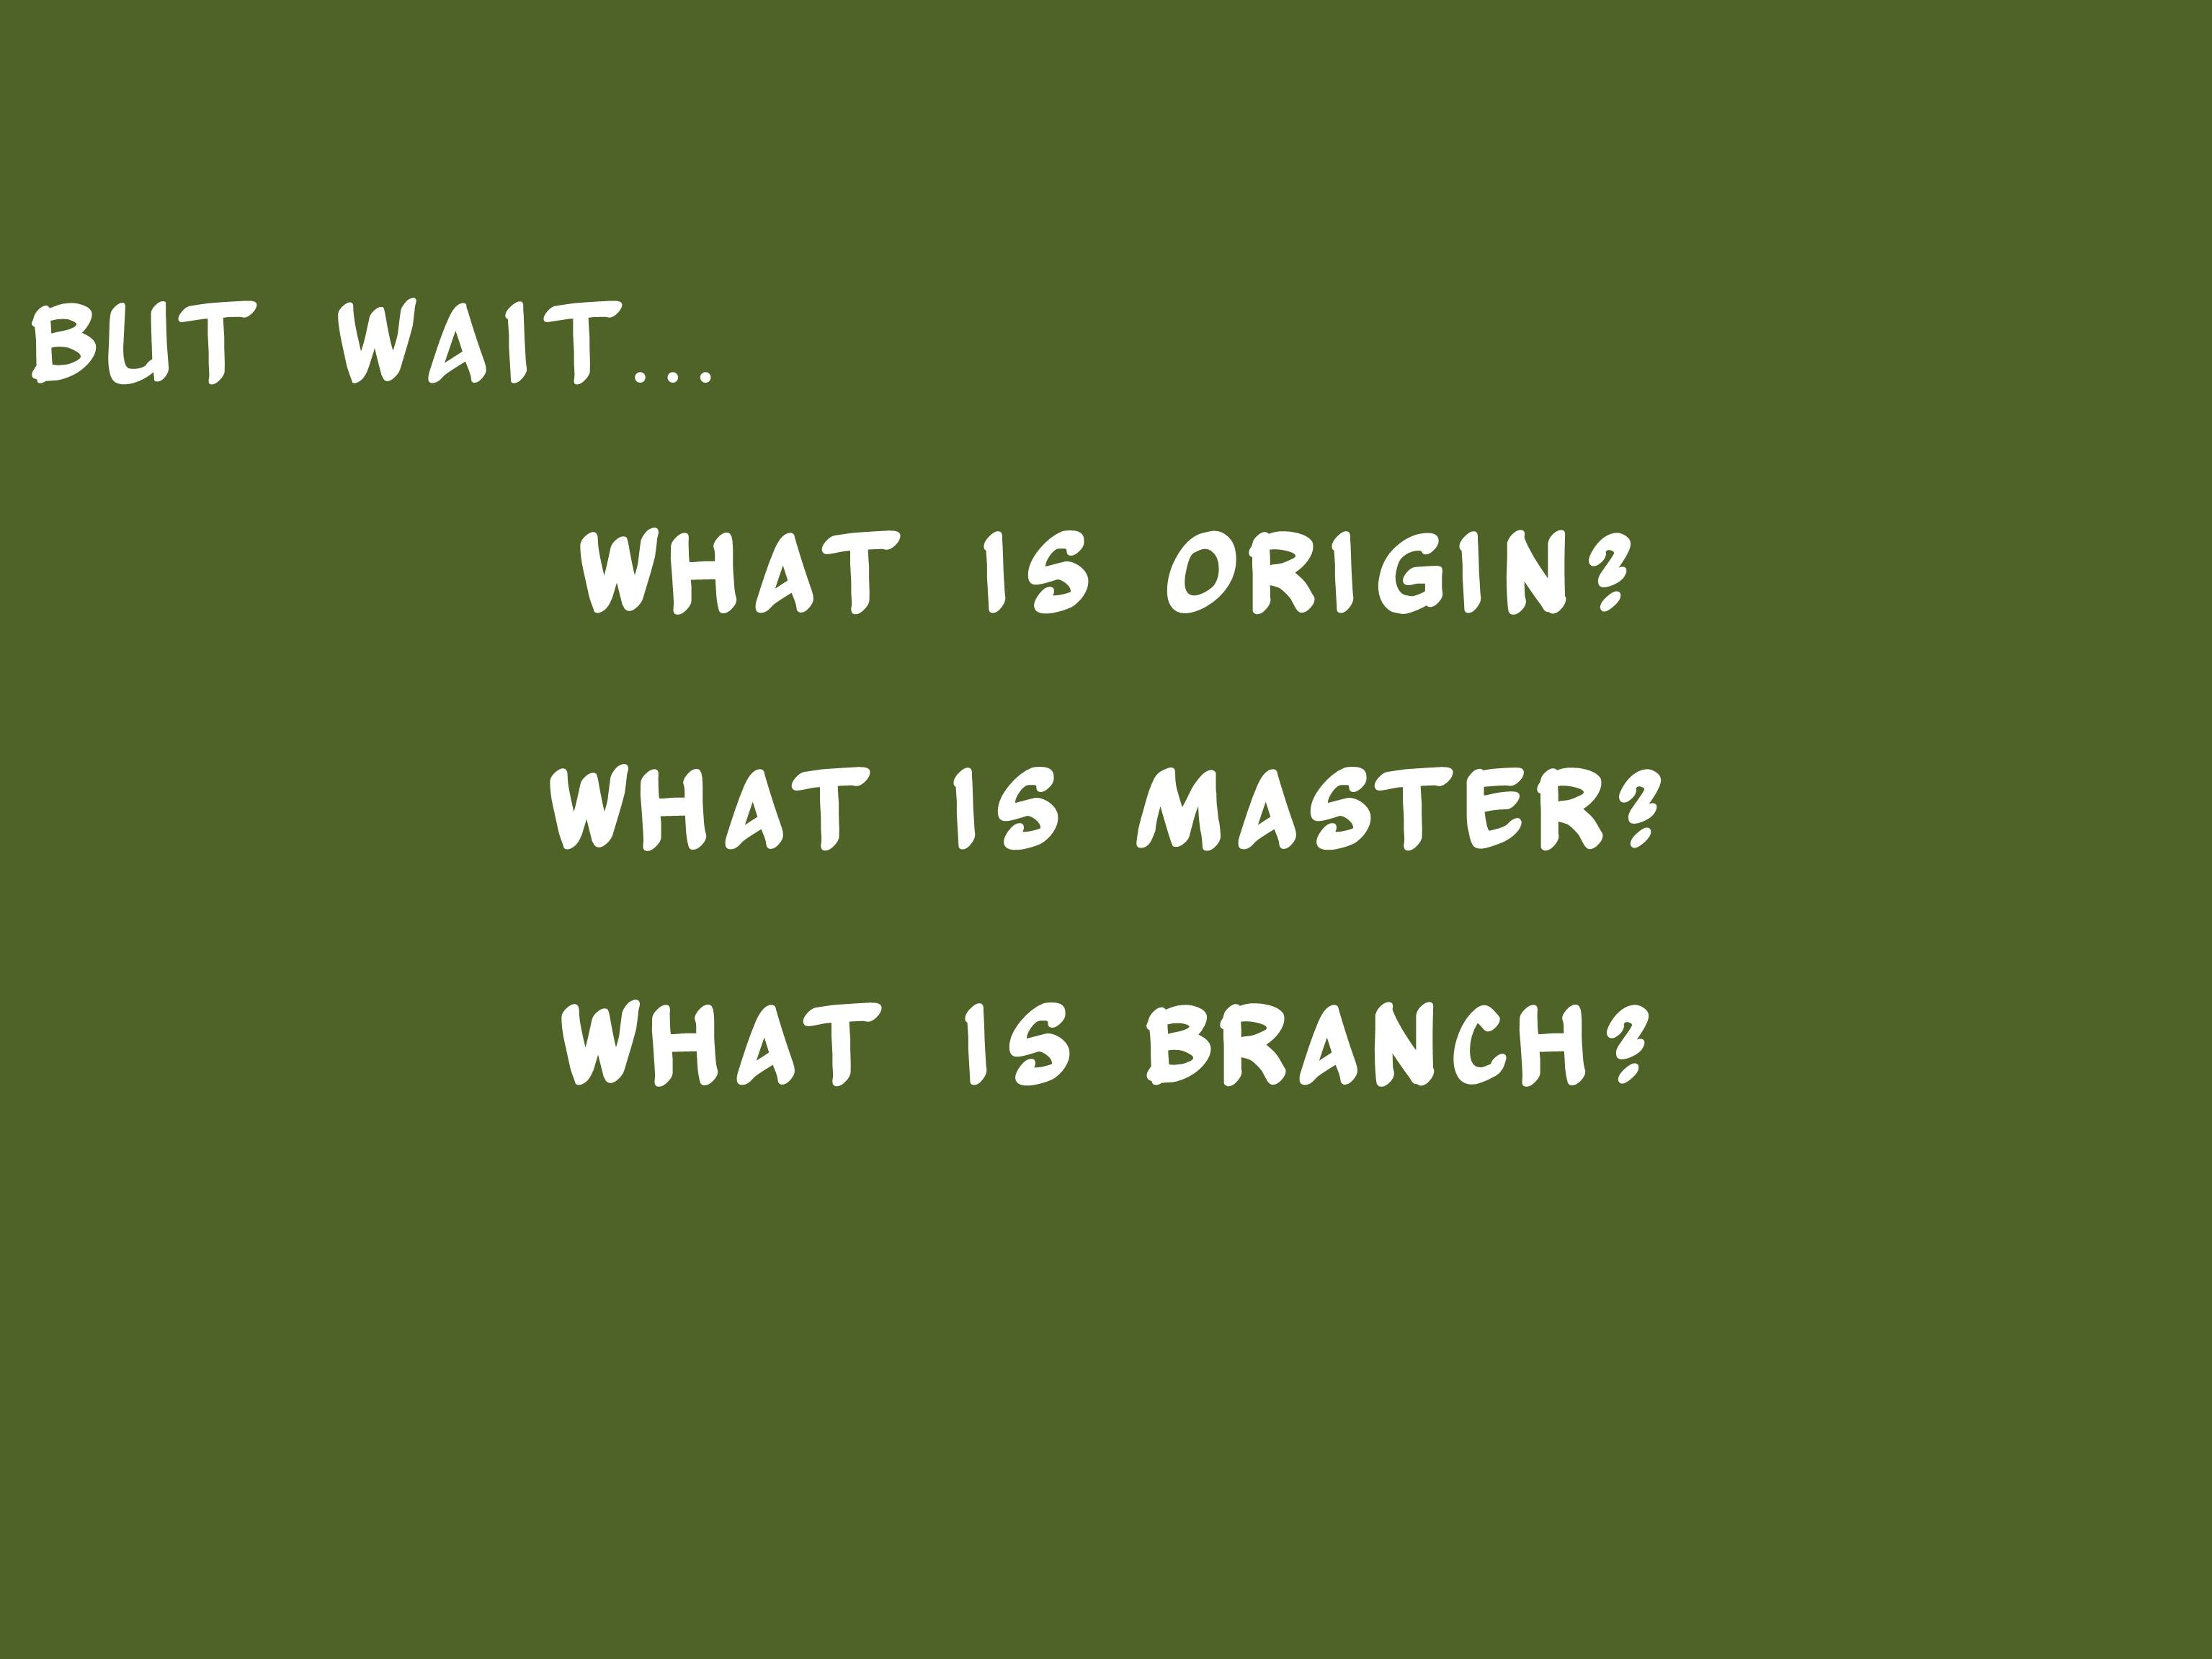 BUT WAIT...
WHAT IS ORIGIN?
WHAT IS MASTER?
WHAT IS BRANCH?